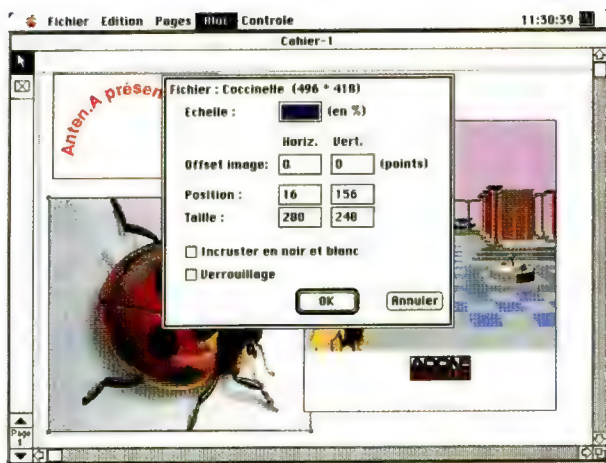 Fichier Edition Pages Bloc Controle 11:30:39
Cahier-1
Anten.A présen
Fichier : Coccinelle (496 * 418)
Echelle : (en %)
Horiz. Vert.
Offset image: 0 0 (points)
Position : 16 156
Taille : 280 248
Incruster en noir et blanc
Verrouillage
OK Annuler
Page
1